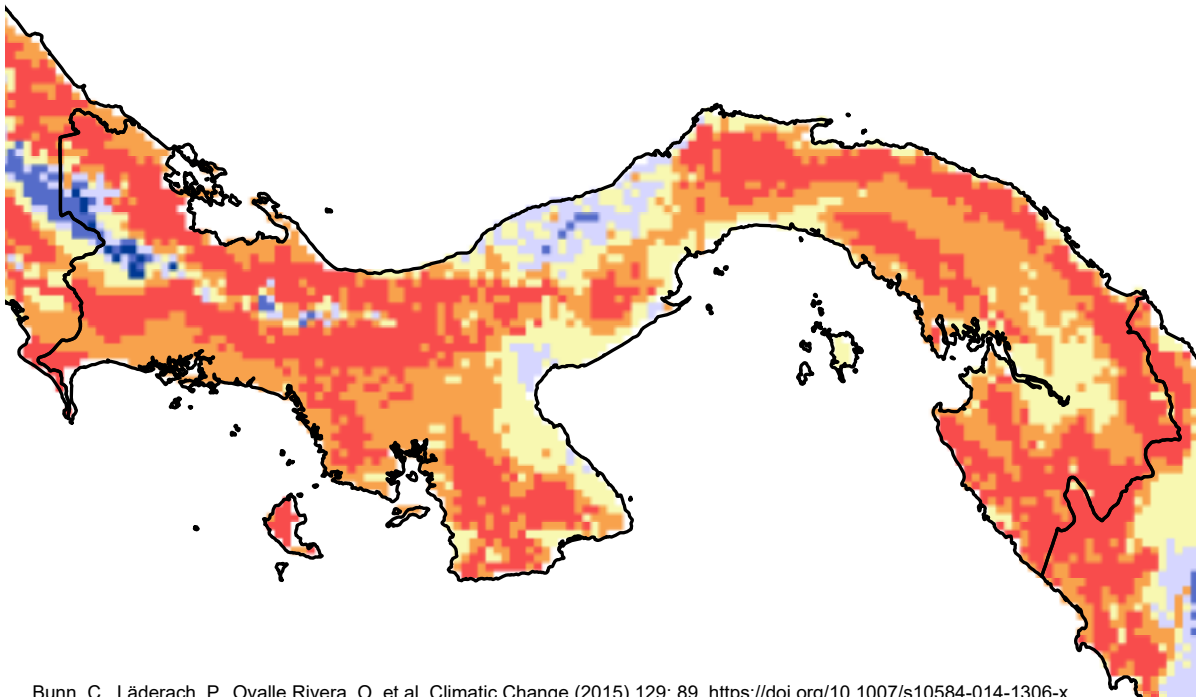 Bunn, C., Läderach, P., Ovalle Rivera, O. et al. Climatic Change (2015) 129: 89. https://doi.org/10.1007/s10584-014-1306-x